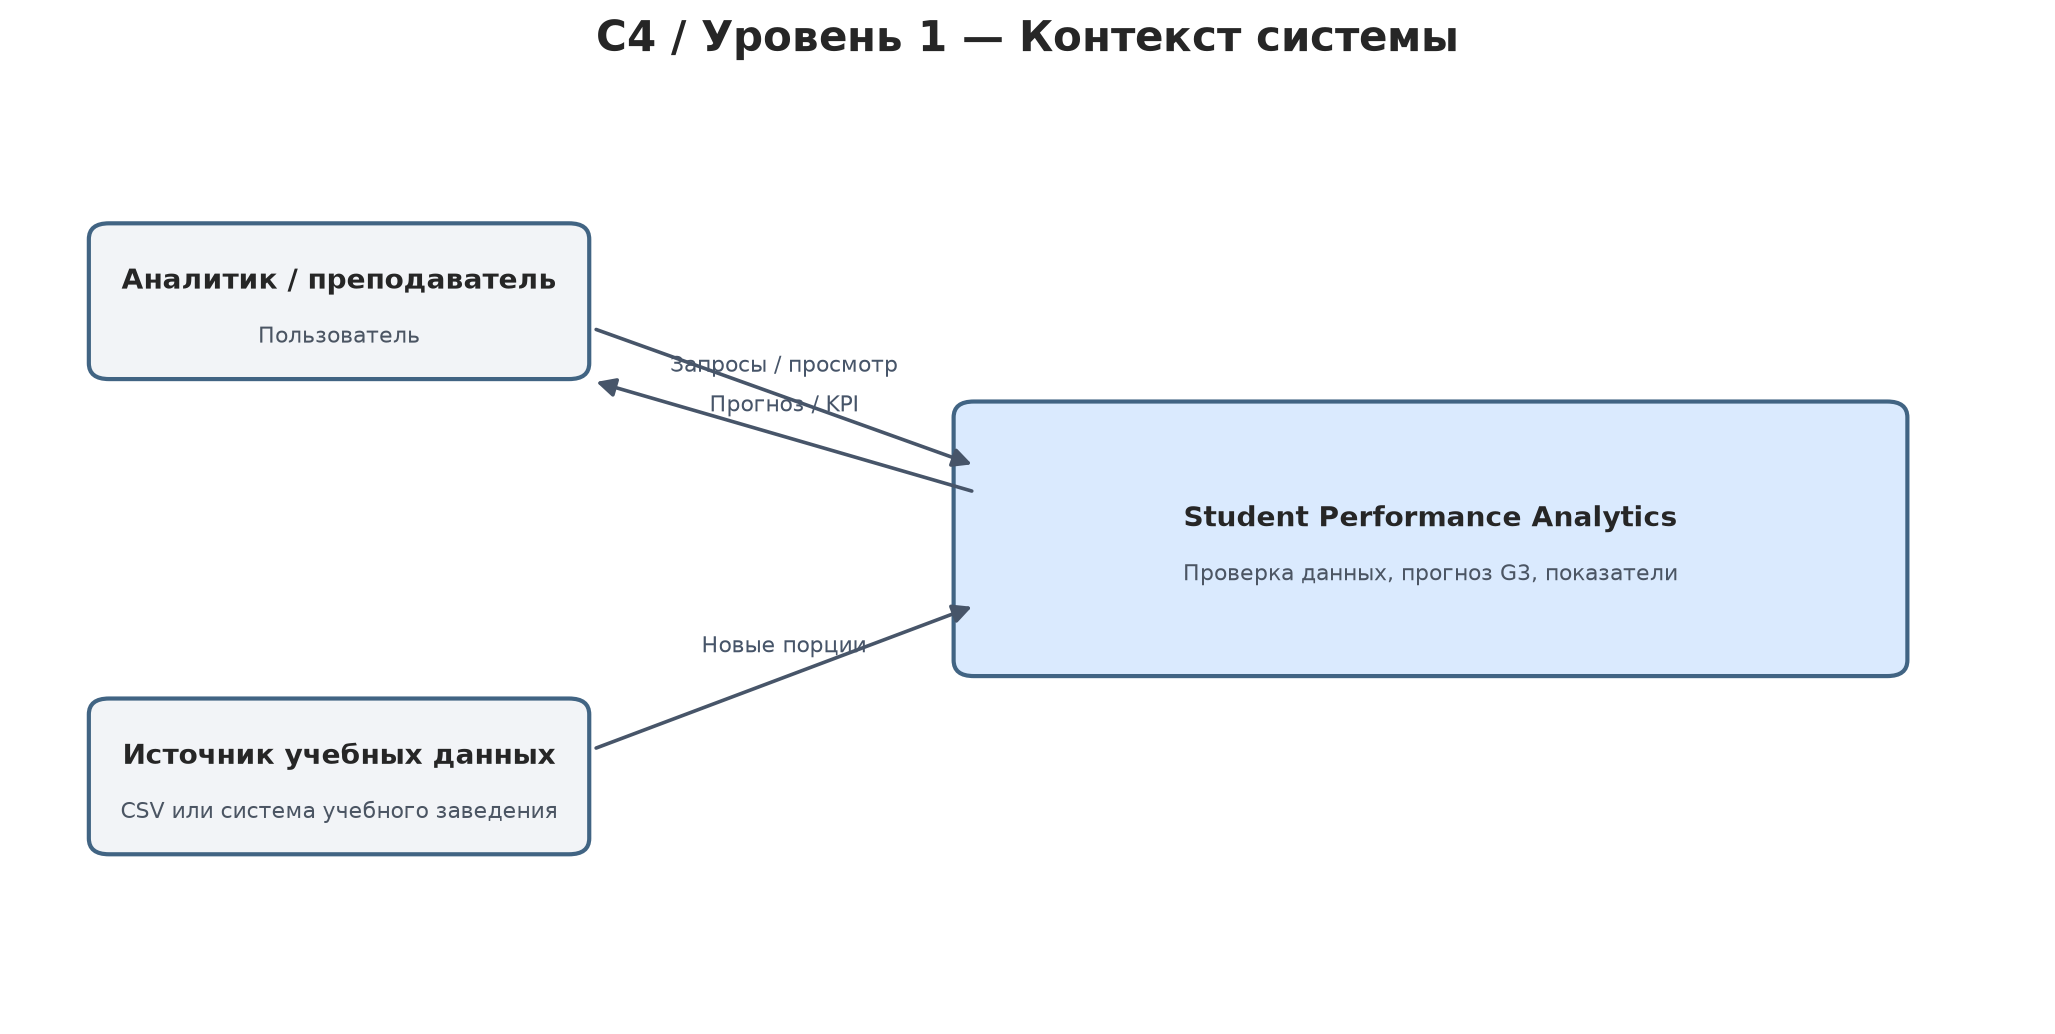 C4 / Уровень 1 — Контекст системы
Аналитик / преподаватель
Пользователь
Запросы / просмотр
Прогноз / KPI
Student Performance Analytics
Проверка данных, прогноз G3, показатели
Новые порции
Источник учебных данных
CSV или система учебного заведения